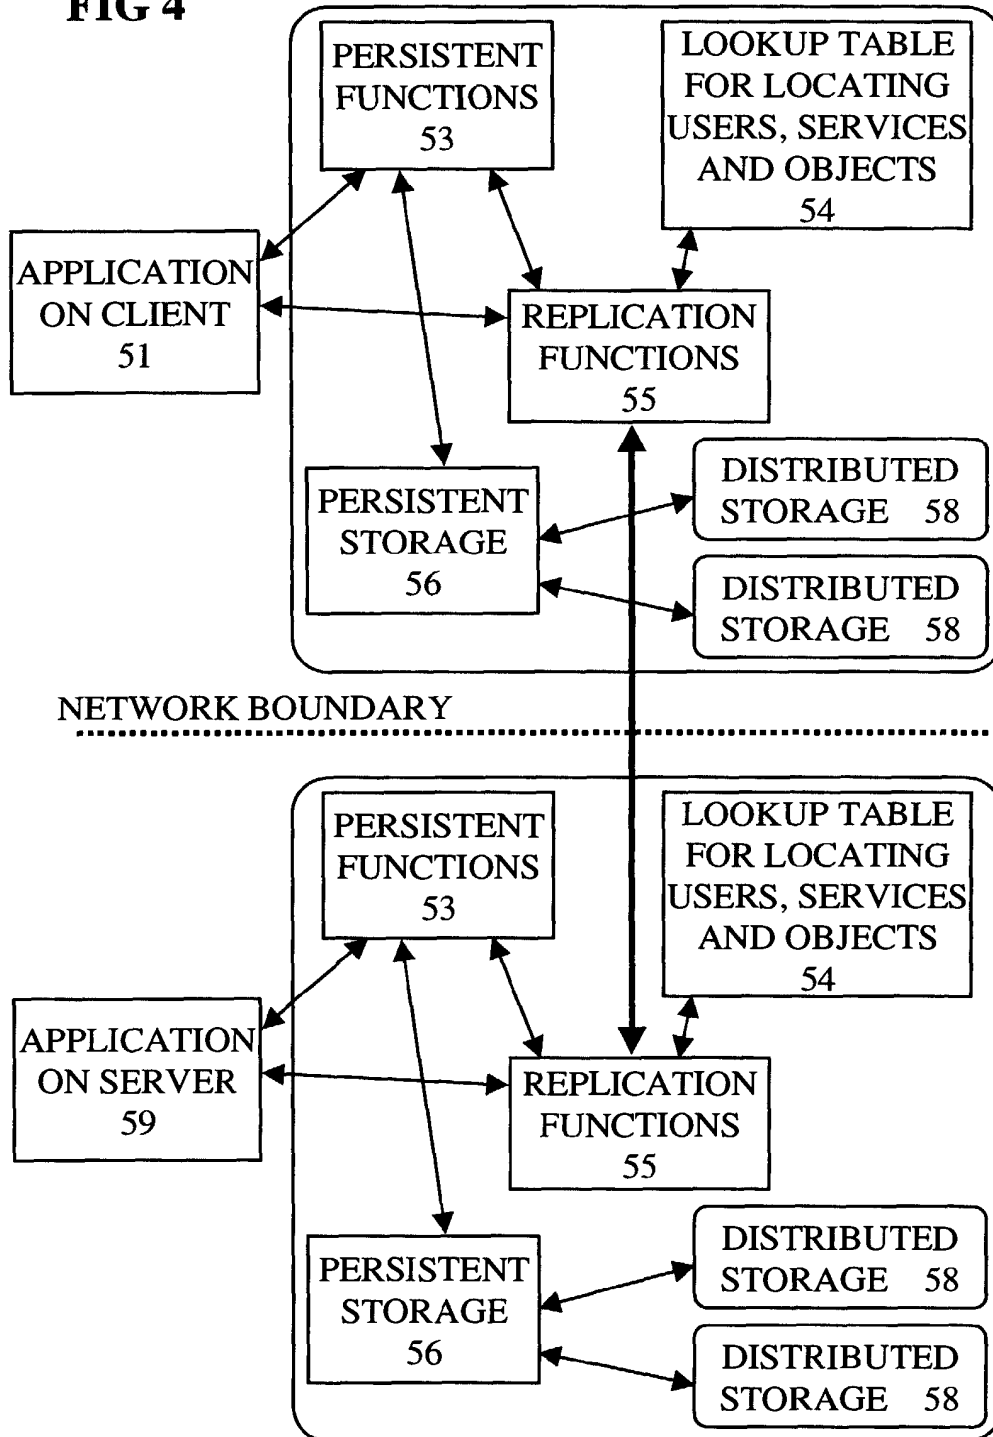 FIG 4
PERSISTENT
FUNCTIONS
53
LOOKUP TABLE
FOR LOCATING
USERS, SERVICES
AND OBJECTS
54
APPLICATION
ON CLIENT
51
REPLICATION
FUNCTIONS
55
PERSISTENT
STORAGE
56
DISTRIBUTED
STORAGE 58
DISTRIBUTED
STORAGE 58
NETWORK BOUNDARY
PERSISTENT
FUNCTIONS
53
LOOKUP TABLE
FOR LOCATING
USERS, SERVICES
AND OBJECTS
54
APPLICATION
ON SERVER
59
REPLICATION
FUNCTIONS
55
PERSISTENT
STORAGE
56
DISTRIBUTED
STORAGE 58
DISTRIBUTED
STORAGE 58